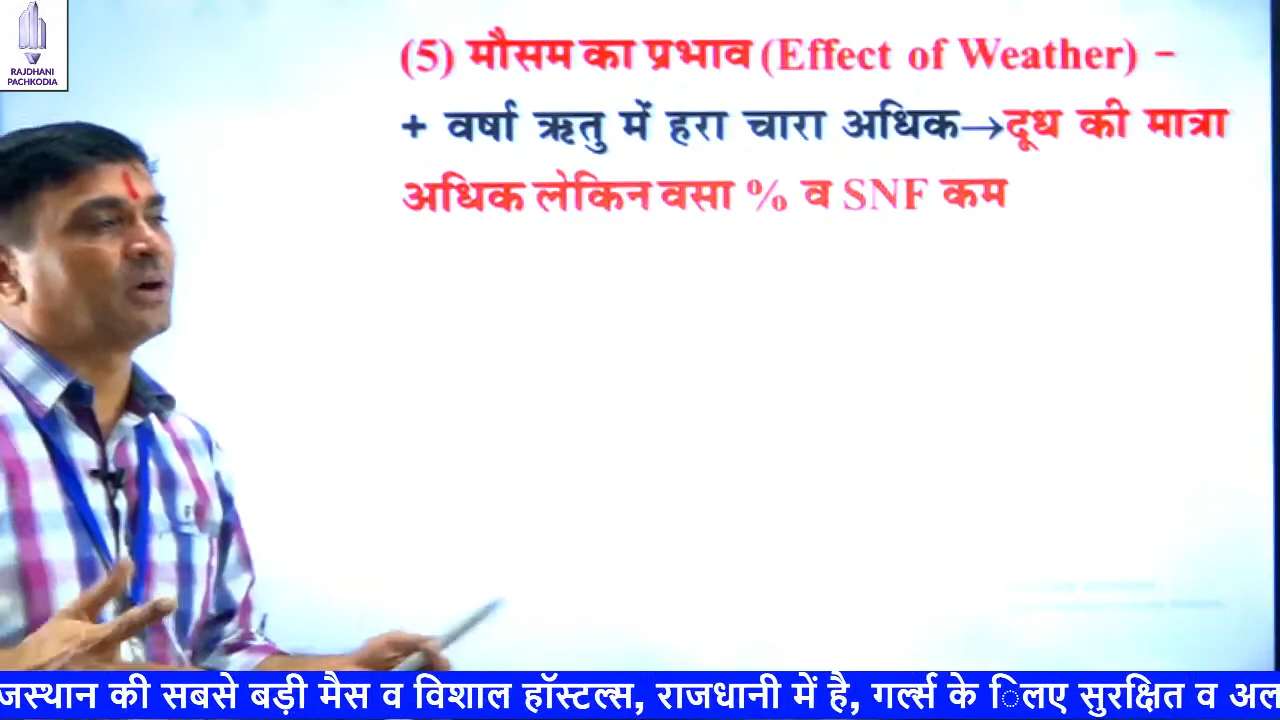 RAJDHANI
PACHKODIA
(5) मौसम का प्रभाव (Effect of Weather) –
+ वर्षा ऋतु में हरा चारा अधिक→दूध की मात्रा
अधिक लेकिन वसा % व SNF कम
जस्थान की सबसे बड़ी मैस व विशाल हॉस्टल्स, राजधानी में है, गर्ल्स के िलए सुरक्षित व अल